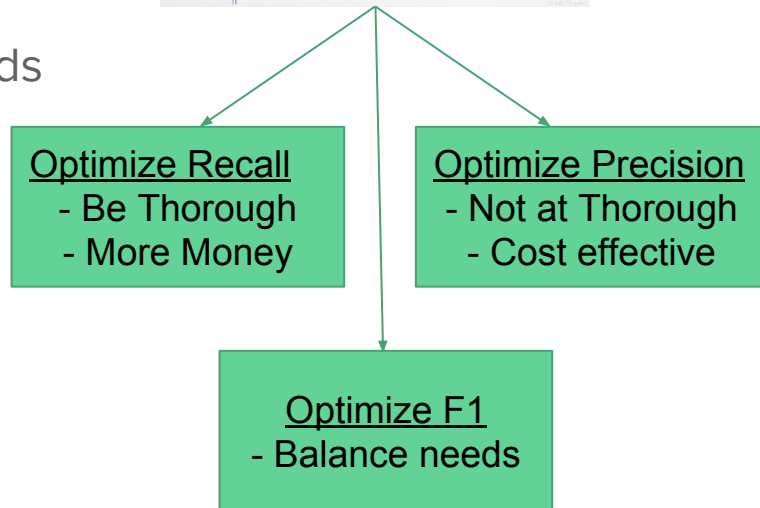 ds
Optimize Recall
- Be Thorough
- More Money
Optimize Precision
- Not at Thorough
- Cost effective
Optimize F1
- Balance needs